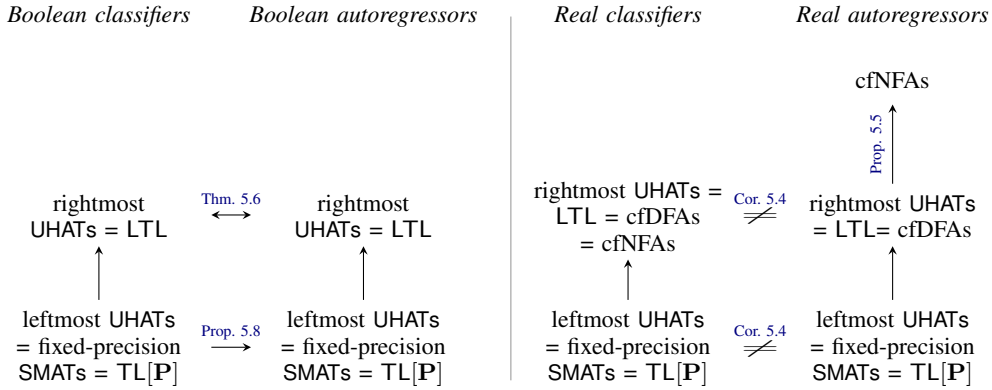 Boolean classifiers
Boolean autoregressors
Real classifiers
Real autoregressors
cfNFAs
Prop. 5.5
rightmost
UHATs = LTL
Thm. 5.6
rightmost
UHATs = LTL
rightmost UHATs =
LTL = cfDFAs
= cfNFAs
Cor. 5.4
rightmost UHATs
= LTL= cfDFAs
leftmost UHATs
= fixed-precision
SMATs = TL[P]
Prop. 5.8
leftmost UHATs
= fixed-precision
SMATs = TL[P]
leftmost UHATs
= fixed-precision
SMATs = TL[P]
Cor. 5.4
leftmost UHATs
= fixed-precision
SMATs = TL[P]